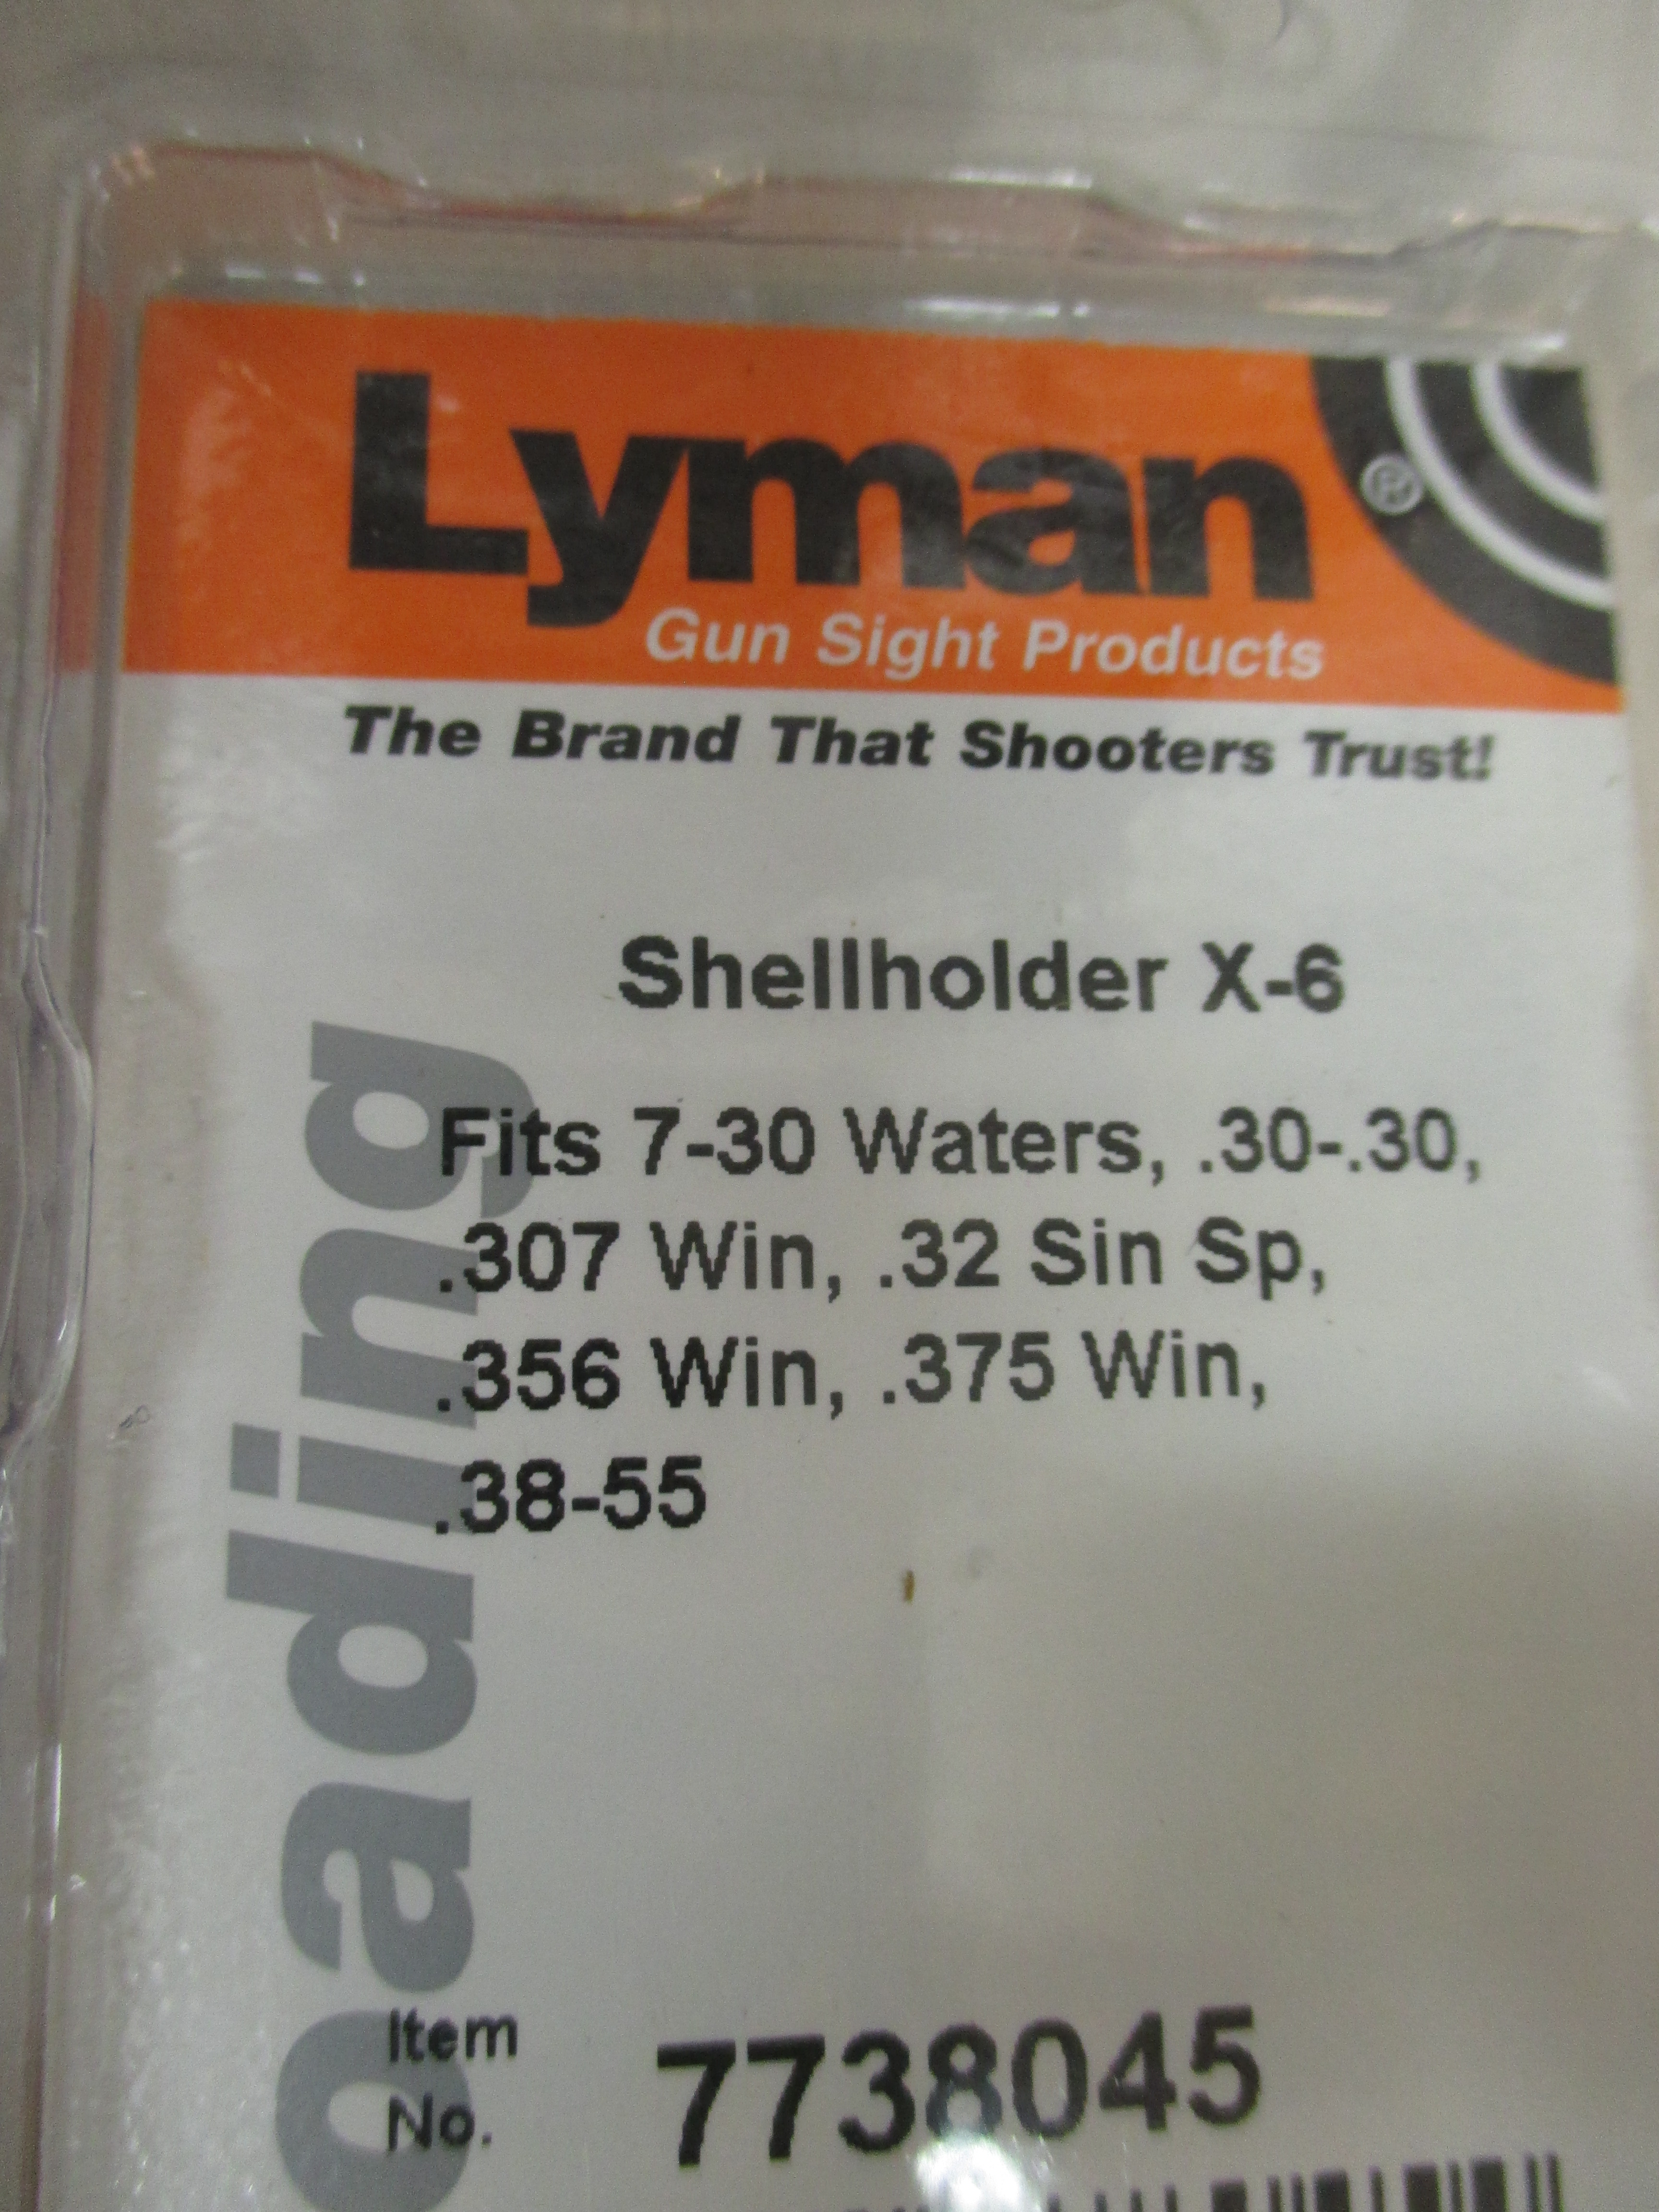 Lyman®
Gun Sight Products
The Brand That Shooters Trust!
Shellholder X-6
Fits 7-30 Waters, .30-.30,
.307 Win, .32 Sin Sp,
.356 Win, .375 Win,
.38-55
oading
Item
No. 7738045